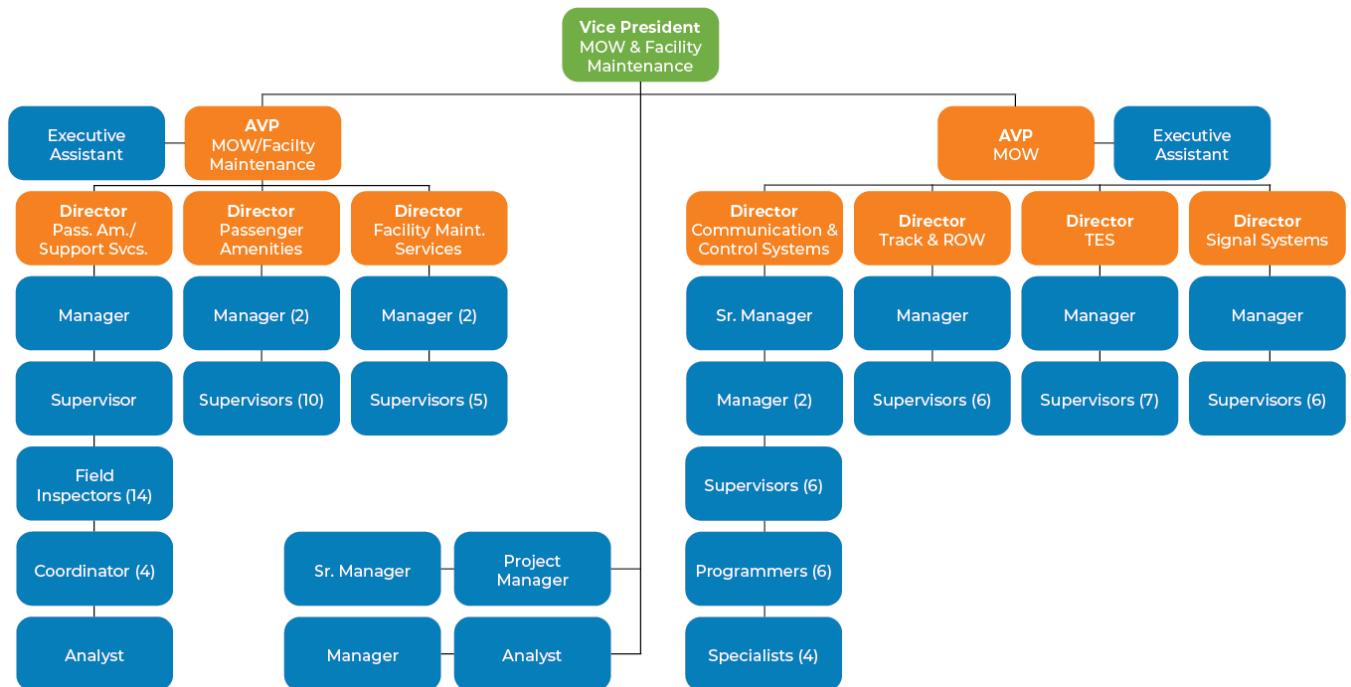 Vice President
MOW & Facility
Maintenance
Executive
Assistant
AVP
MOW/Facilty
Maintenance
AVP
MOW
Executive
Assistant
Director
Pass. Am./
Support Svcs.
Director
Passenger
Amenities
Director
Facility Maint.
Services
Director
Communication &
Control Systems
Director
Track & ROW
Director
TES
Director
Signal Systems
Manager
Manager (2)
Manager (2)
Sr. Manager
Manager
Manager
Manager
Supervisor
Supervisors (10)
Supervisors (5)
Manager (2)
Supervisors (6)
Supervisors (7)
Supervisors (6)
Field
Inspectors (14)
Supervisors (6)
Coordinator (4)
Sr. Manager
Project
Manager
Programmers (6)
Analyst
Manager
Analyst
Specialists (4)